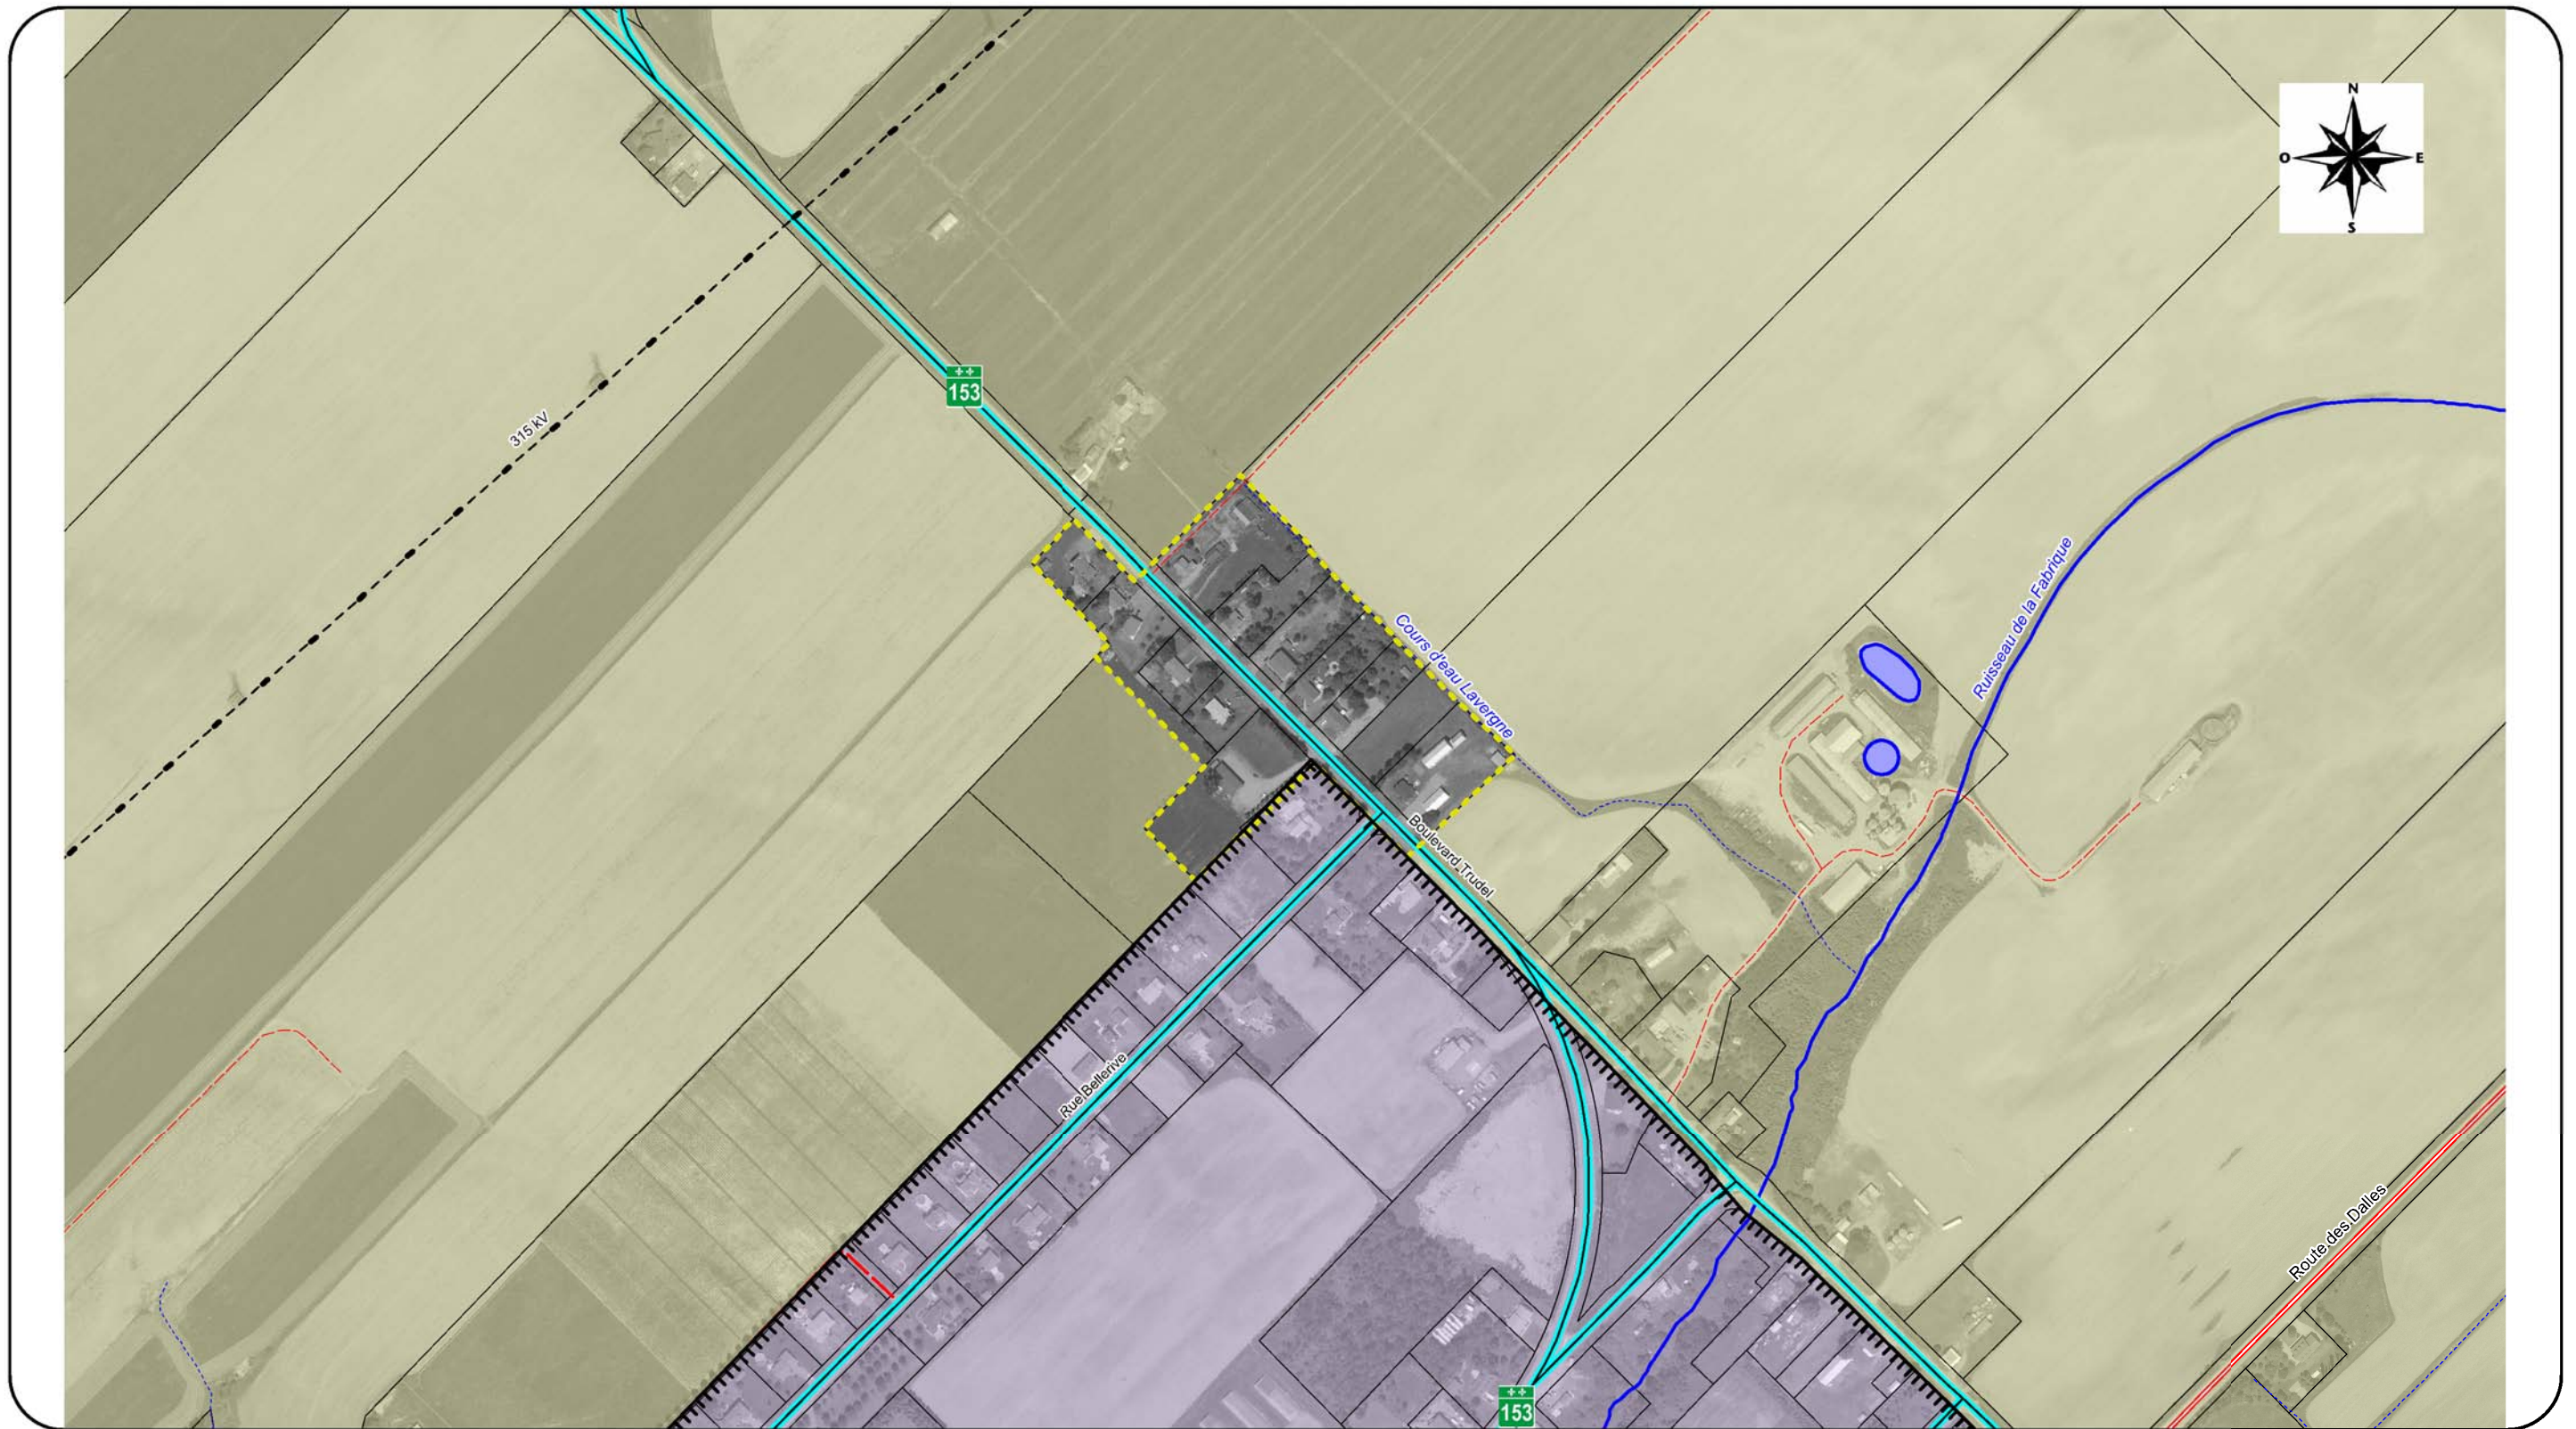 N
O E
S
153
315 kV
Cours d'eau Lavergne
Ruisseau de la Fabrique
Boulevard Trudel
Rue Bellerive
Route des Dalles
153